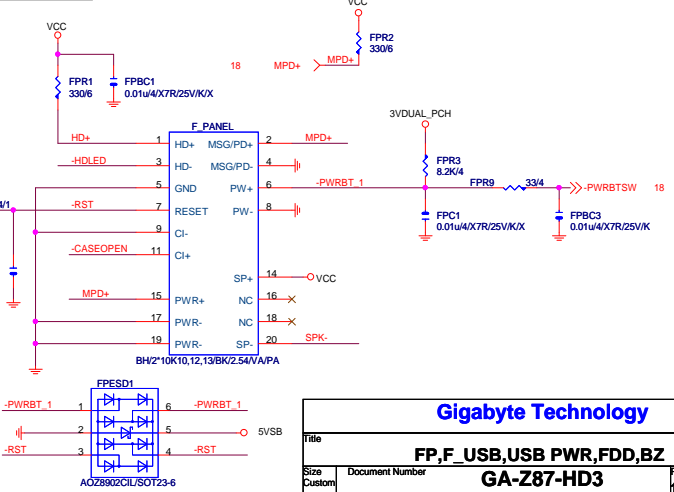 VCC
VCC
FPR1
330/6
FPBC1
0.01u/4/X7R/25V/K/X
FPR2
330/6
18 MPD+ MPD+
3VDUAL_PCH
FPR3
8.2K/4
FPR9 33/4
-PWRBTSW 18
FPC1
0.01u/4/X7R/25V/K/X
FPBC3
0.01u/4/X7R/25V/K
F_PANEL
HD+ 1 HD+ MSG/PD+ 2 MPD+
-HDLED 3 HD- MSG/PD- 4
5 GND PW+ 6 -PWRBT_1
4/1 -RST 7 RESET PW- 8
9 CI-
-CASEOPEN 11 CI+
SP+ 14 VCC
MPD+ 15 PWR+ NC 16
17 PWR- NC 18
19 PWR- SP- 20 SPK-
BH/2*10K10,12,13/BK/2.54/VA/PA
FPESD1
-PWRBT_1 1 6 -PWRBT_1
2 5 5VSB
-RST 3 4 -RST
AOZ8902CIL/SOT23-6
Gigabyte Technology
Title
FP,F_USB,USB PWR,FDD,BZ
Size
Custom
Document Number
GA-Z87-HD3